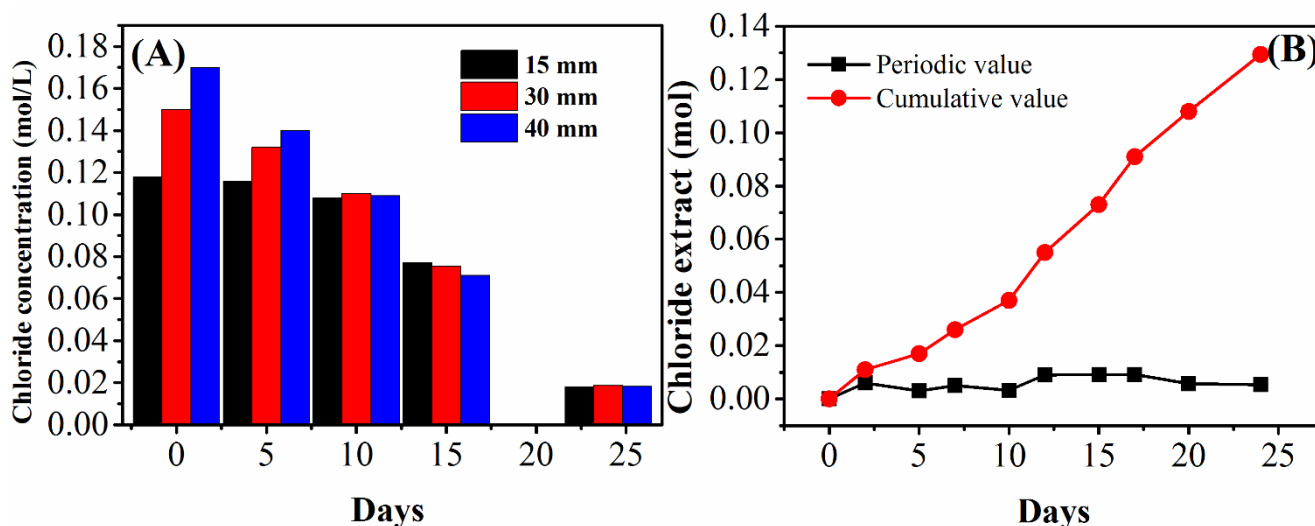 (A)
Chloride concentration (mol/L)
0.18
0.16
0.14
0.12
0.10
0.08
0.06
0.04
0.02
0.00
15 mm
30 mm
40 mm
0 5 10 15 20 25
Days
(B)
Chloride extract (mol)
0.14
0.12
0.10
0.08
0.06
0.04
0.02
0.00
Periodic value
Cumulative value
0 5 10 15 20 25
Days